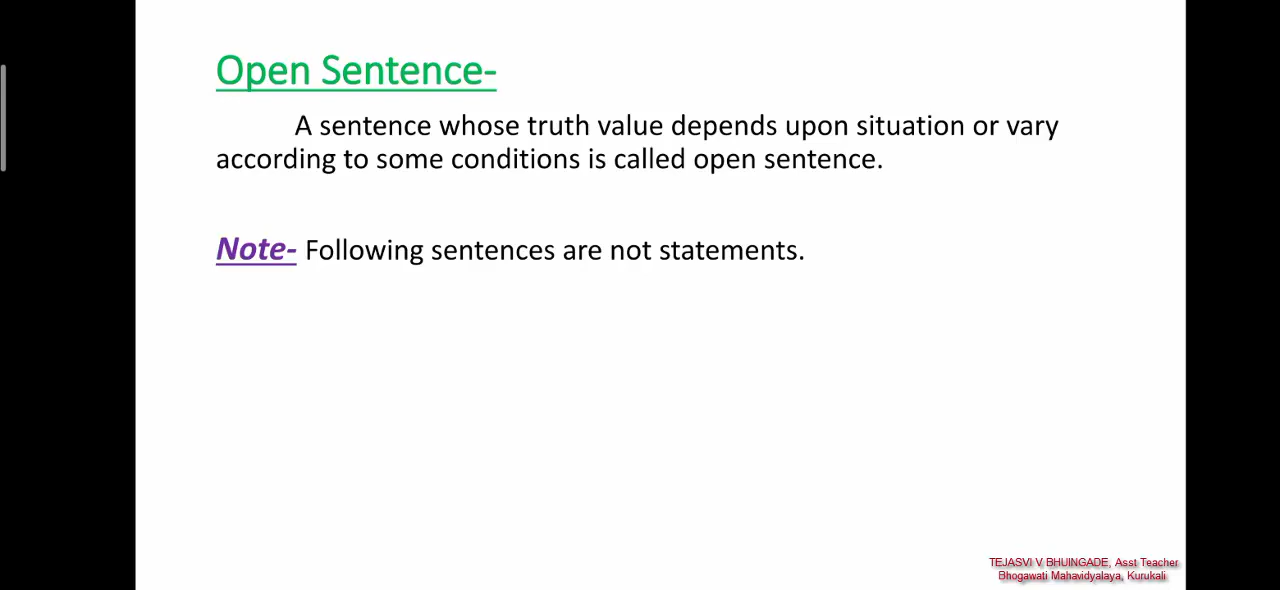 Open Sentence-
A sentence whose truth value depends upon situation or vary
according to some conditions is called open sentence.
Note- Following sentences are not statements.
TEJASVI V BHUINGADE, Asst Teacher
Bhogawati Mahavidyalaya, Kurukali